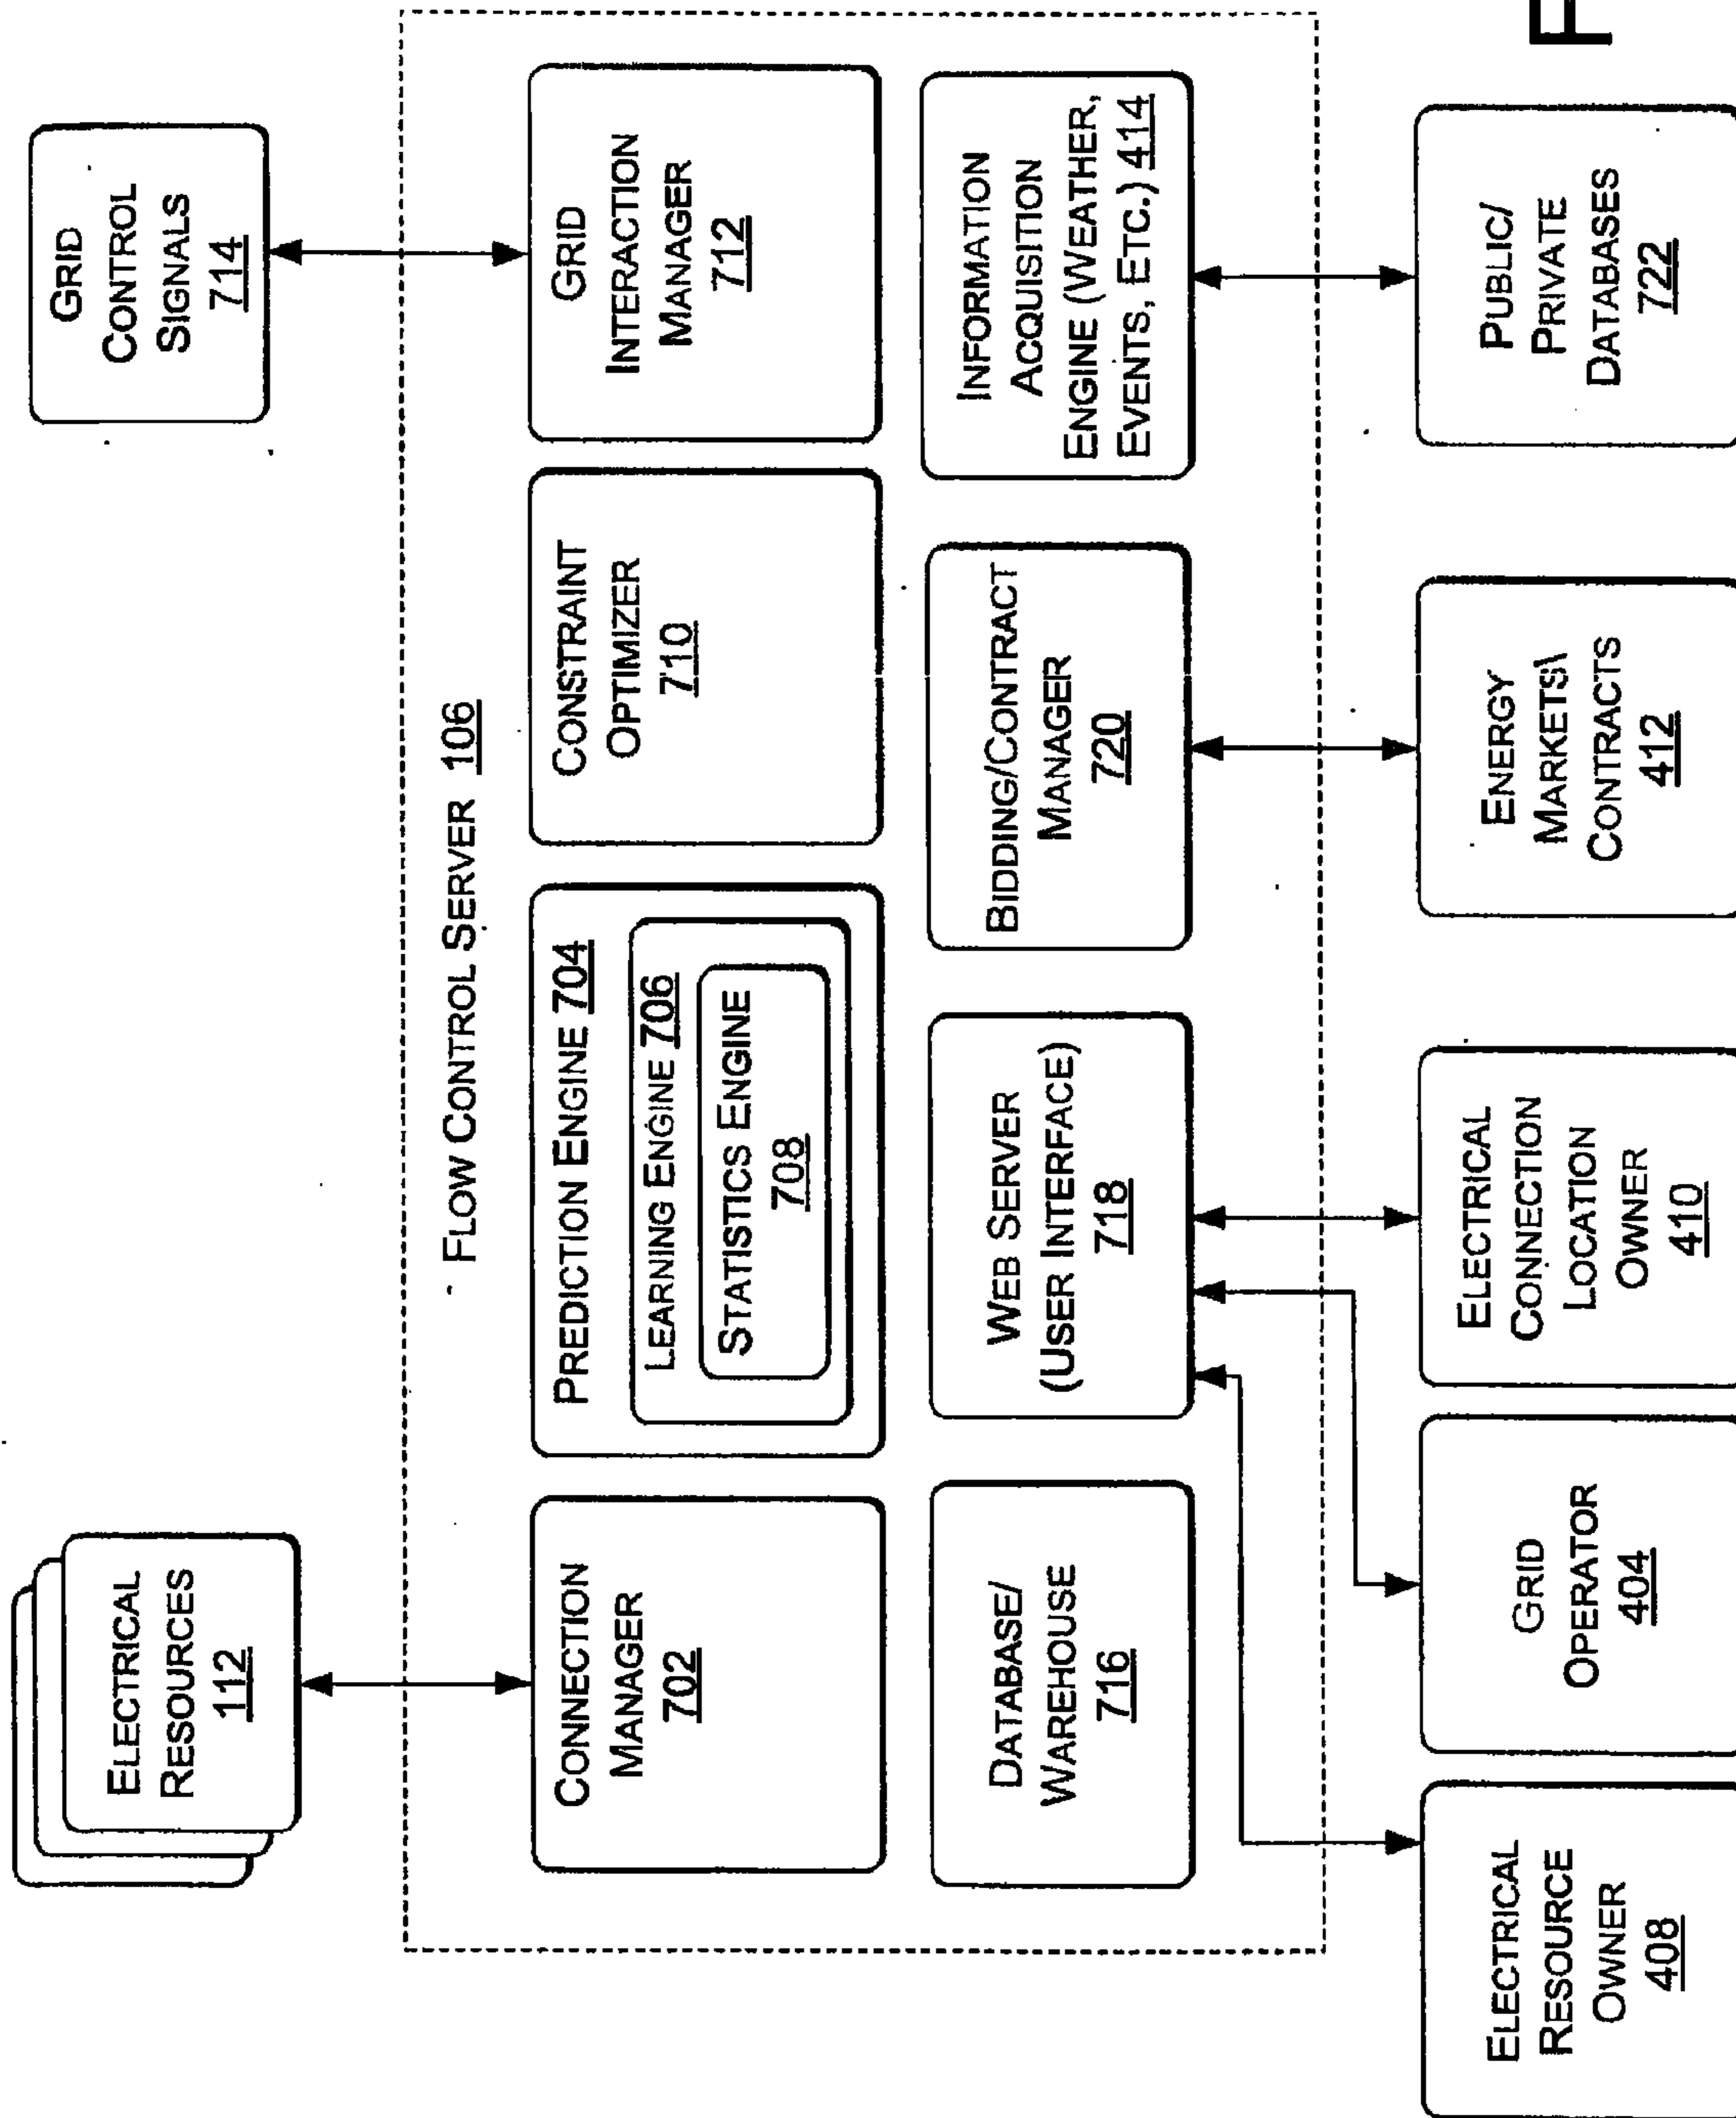 ELECTRICAL
RESOURCES
112
GRID
CONTROL
SIGNALS
714
FLOW CONTROL SERVER 106
CONNECTION
MANAGER
702
PREDICTION ENGINE 704
LEARNING ENGINE 706
STATISTICS ENGINE
708
CONSTRAINT
OPTIMIZER
710
GRID
INTERACTION
MANAGER
712
DATABASE/
WAREHOUSE
716
WEB SERVER
(USER INTERFACE)
718
BIDDING/CONTRACT
MANAGER
720
INFORMATION
ACQUISITION
ENGINE (WEATHER,
EVENTS, ETC.) 414
ELECTRICAL
RESOURCE
OWNER
408
GRID
OPERATOR
404
ELECTRICAL
CONNECTION
LOCATION
OWNER
410
ENERGY
MARKETS\
CONTRACTS
412
PUBLIC/
PRIVATE
DATABASES
722
F